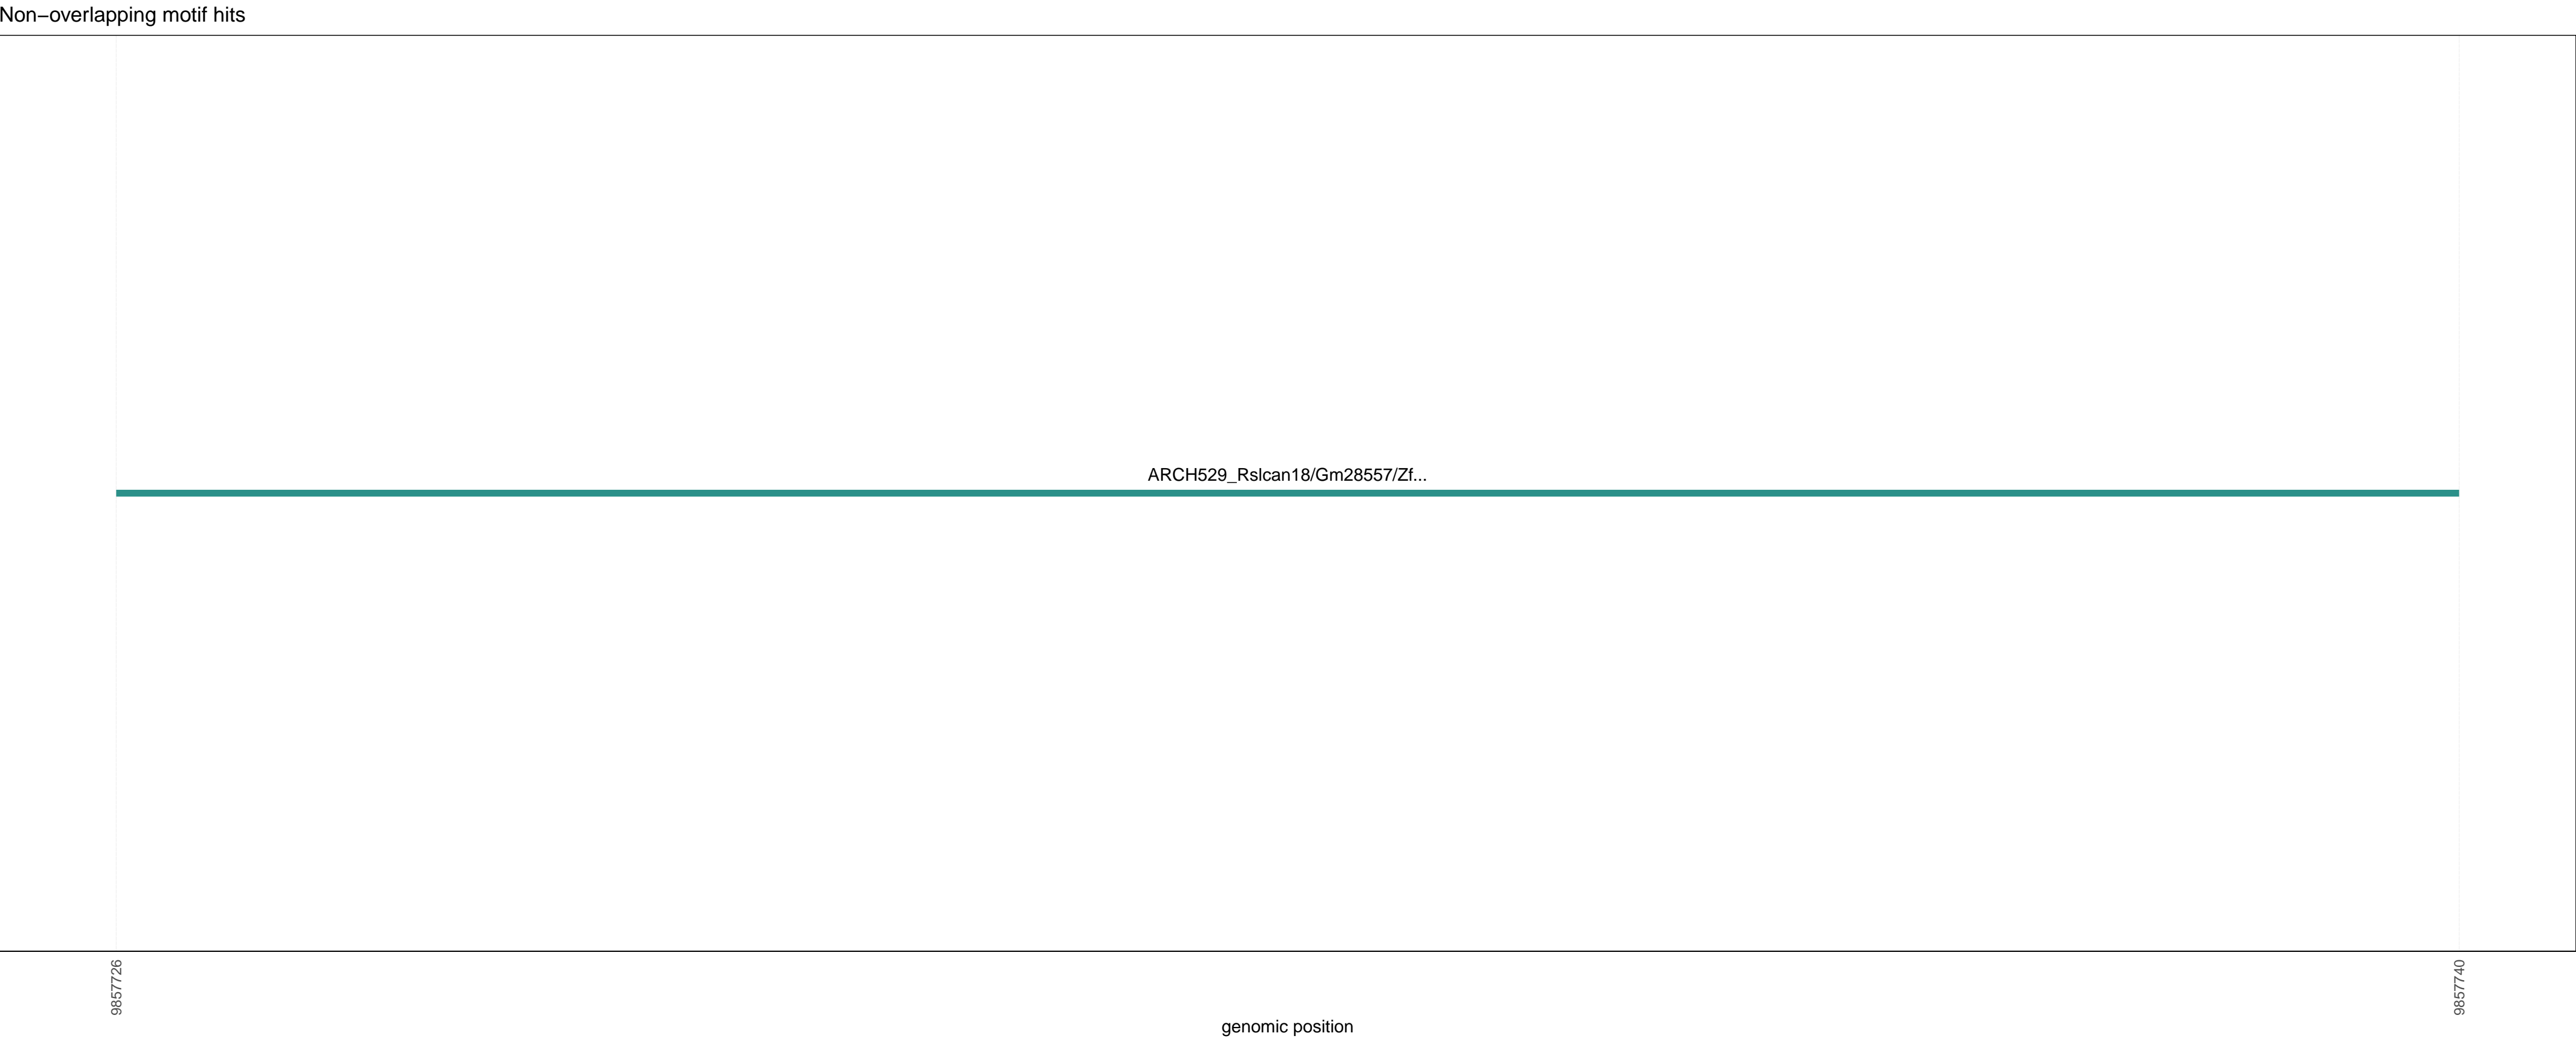 Non−overlapping motif hits
ARCH529_Rslcan18/Gm28557/Zf...
9857726
9857740
genomic position